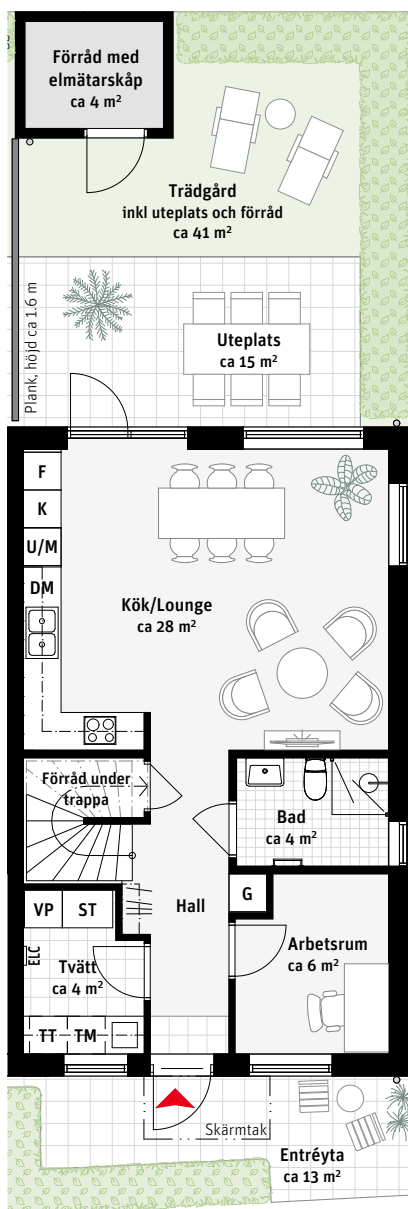 Förråd med
elmätarskåp
ca 4 m²
Trädgård
inkl uteplats och förråd
ca 41 m²
Plank, höjd ca 1.6 m
Uteplats
ca 15 m²
F
K
U/M
DM
Kök/Lounge
ca 28 m²
Förråd under
trappa
Bad
ca 4 m²
VP
ST
Hall
G
ELC
Tvätt
ca 4 m²
Arbetsrum
ca 6 m²
TT
TM
Skärmtak
Entréyta
ca 13 m²